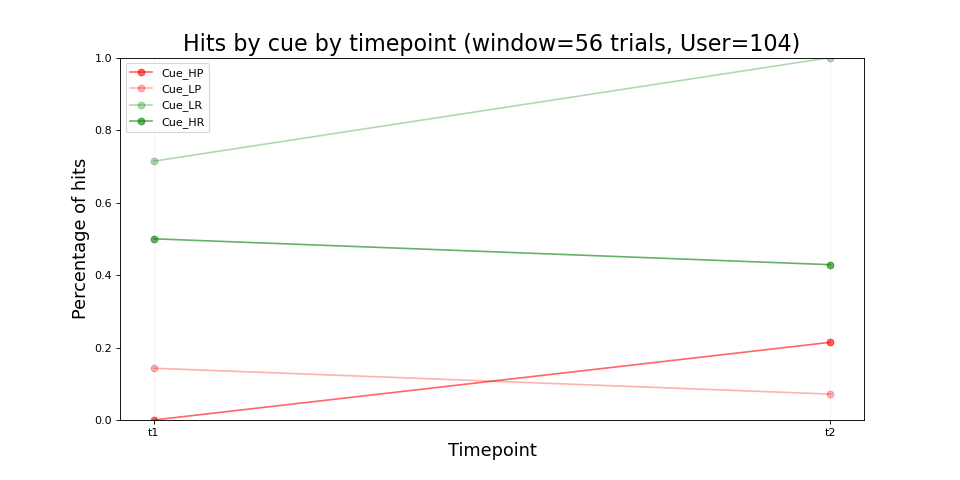 Hits by cue by timepoint (window=56 trials, User=104)
Cue_HP
Cue_LP
Cue_LR
Cue_HR
Percentage of hits
1.0
0.8
0.6
0.4
0.2
0.0
t1
t2
Timepoint